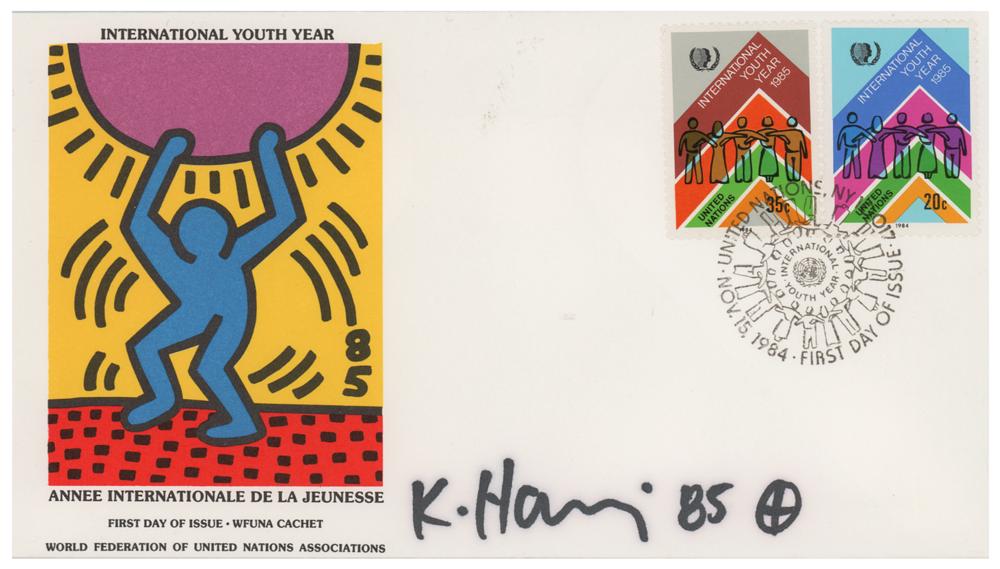 INTERNATIONAL YOUTH YEAR
85
ANNEE INTERNATIONALE DE LA JEUNESSE
FIRST DAY OF ISSUE • WFUNA CACHET
WORLD FEDERATION OF UNITED NATIONS ASSOCIATIONS
INTERNATIONAL
YOUTH
YEAR
1985
UNITED
NATIONS
35c
INTERNATIONAL
YOUTH
YEAR
1985
UNITED
NATIONS
20c
1984
UNITED NATIONS, NY 10017 • FIRST DAY OF ISSUE • NOV. 15, 1984 •
INTERNATIONAL
YOUTH YEAR
K. Haring 85